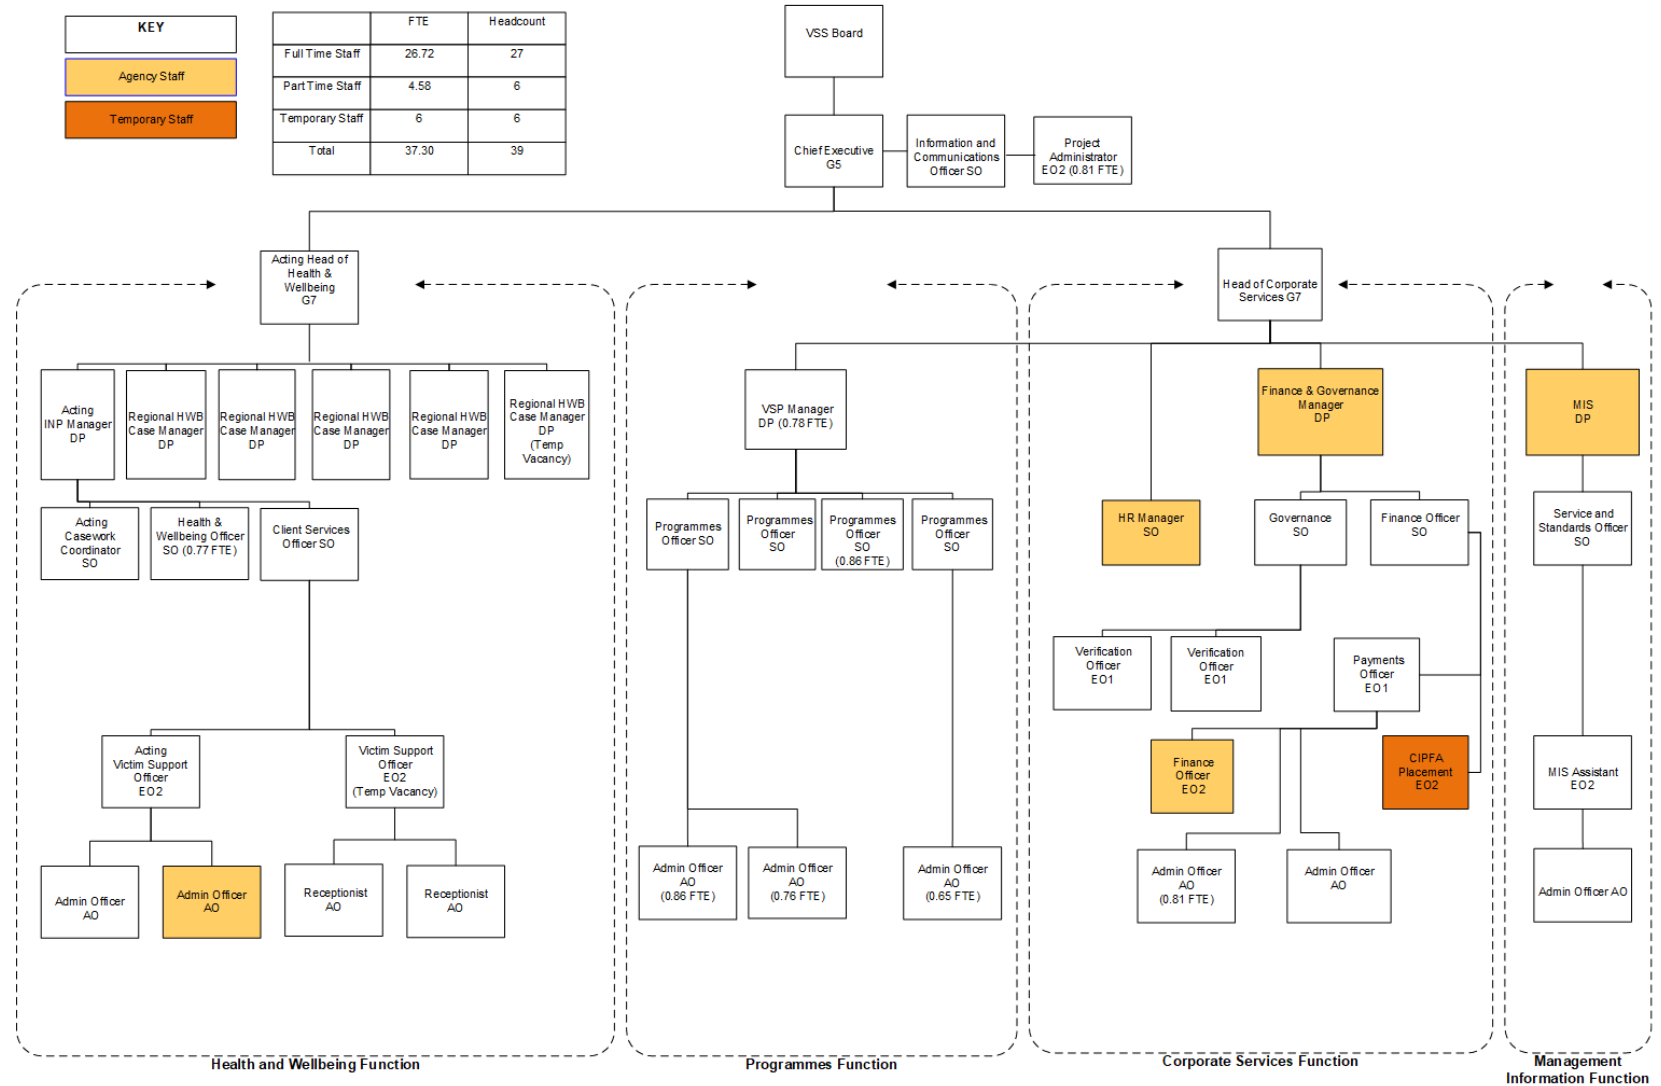 KEY
Agency Staff
Temporary Staff
FTE Headcount
Full Time Staff 26.72 27
Part Time Staff 4.58 6
Temporary Staff 6 6
Total 37.30 39
VSS Board
Chief Executive
G5
Information and
Communications
Officer SO
Project
Administrator
EO2 (0.81 FTE)
Acting Head of
Health &
Wellbeing
G7
Head of Corporate
Services G7
Acting
INP Manager
DP
Regional HWB
Case Manager
DP
Regional HWB
Case Manager
DP
Regional HWB
Case Manager
DP
Regional HWB
Case Manager
DP
Regional HWB
Case Manager
DP
(Temp
Vacancy)
VSP Manager
DP (0.78 FTE)
Finance & Governance
Manager
DP
MIS
DP
Acting
Casework
Coordinator
SO
Health &
Wellbeing Officer
SO (0.77 FTE)
Client Services
Officer SO
Programmes
Officer SO
Programmes
Officer
SO
Programmes
Officer
SO
(0.86 FTE)
Programmes
Officer
SO
HR Manager
SO
Governance
SO
Finance Officer
SO
Service and
Standards Officer
SO
Verification
Officer
EO1
Verification
Officer
EO1
Payments
Officer
EO1
Acting
Victim Support
Officer
EO2
Victim Support
Officer
EO2
(Temp Vacancy)
Finance
Officer
EO2
CIPFA
Placement
EO2
MIS Assistant
EO2
Admin Officer
AO
Admin Officer
AO
Receptionist
AO
Receptionist
AO
Admin Officer
AO
(0.86 FTE)
Admin Officer
AO
(0.76 FTE)
Admin Officer
AO
(0.65 FTE)
Admin Officer
AO
(0.81 FTE)
Admin Officer
AO
Admin Officer AO
Health and Wellbeing Function
Programmes Function
Corporate Services Function
Management
Information Function